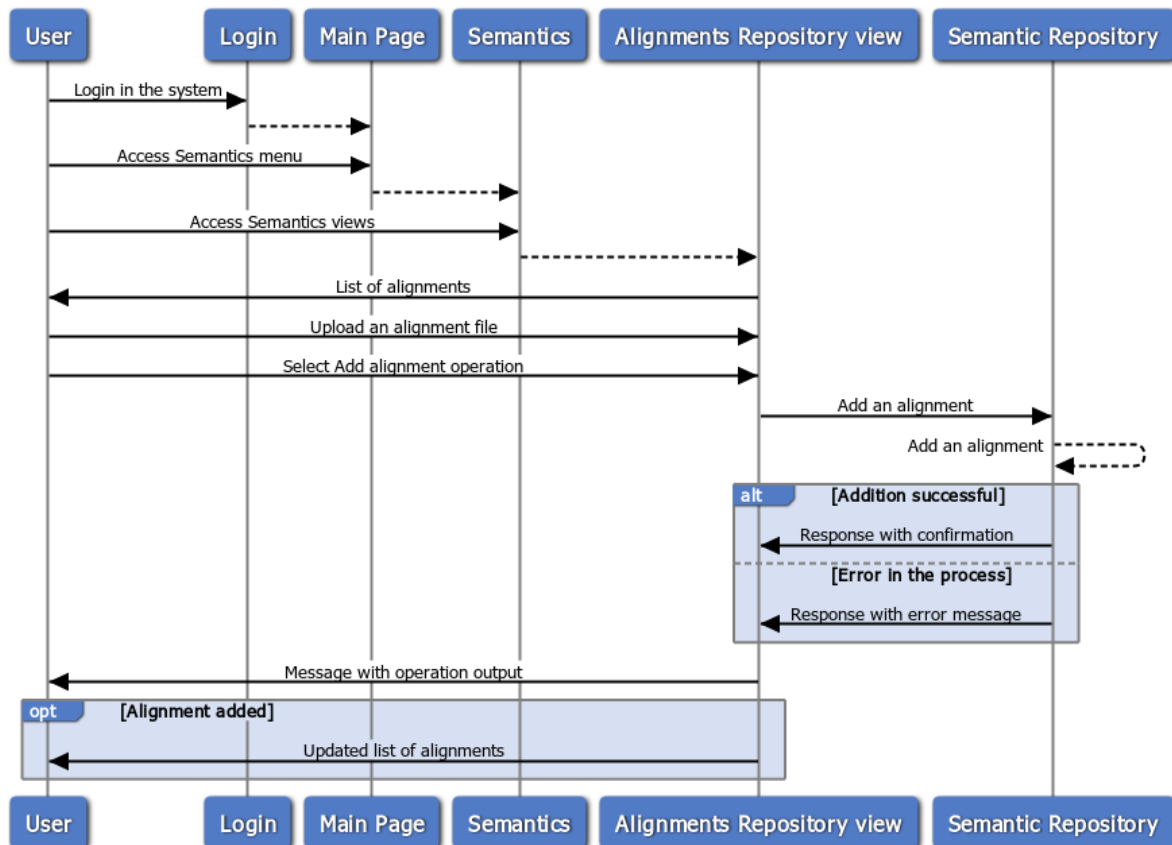 User Login Main Page Semantics Alignments Repository view Semantic Repository
Login in the system
Access Semantics menu
Access Semantics views
List of alignments
Upload an alignment file
Select Add alignment operation
Add an alignment
Add an alignment
alt [Addition successful]
Response with confirmation
[Error in the process]
Response with error message
Message with operation output
opt [Alignment added]
Updated list of alignments
User Login Main Page Semantics Alignments Repository view Semantic Repository